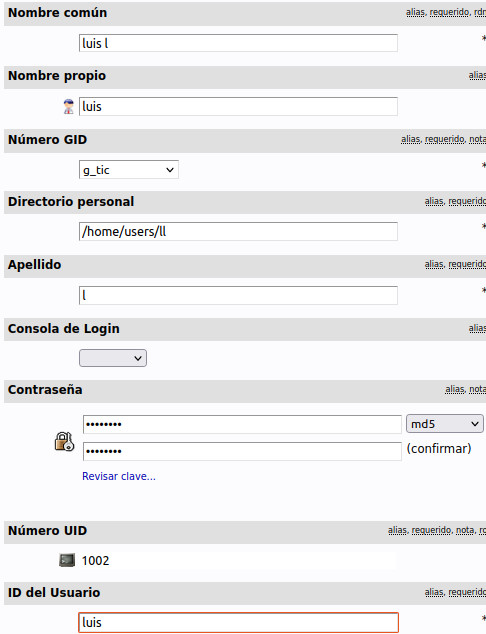 Nombre común
alias, requerido, rdn
luis l
*
Nombre propio
alias
luis
Número GID
alias, requerido, nota
g_tic
*
Directorio personal
alias, requerido
/home/users/ll
*
Apellido
alias, requerido
l
*
Consola de Login
alias
Contraseña
alias, nota
•••••••• md5
•••••••• (confirmar)
Revisar clave...
Número UID
alias, requerido, nota, rd
1002
ID del Usuario
alias, requerido
luis
*